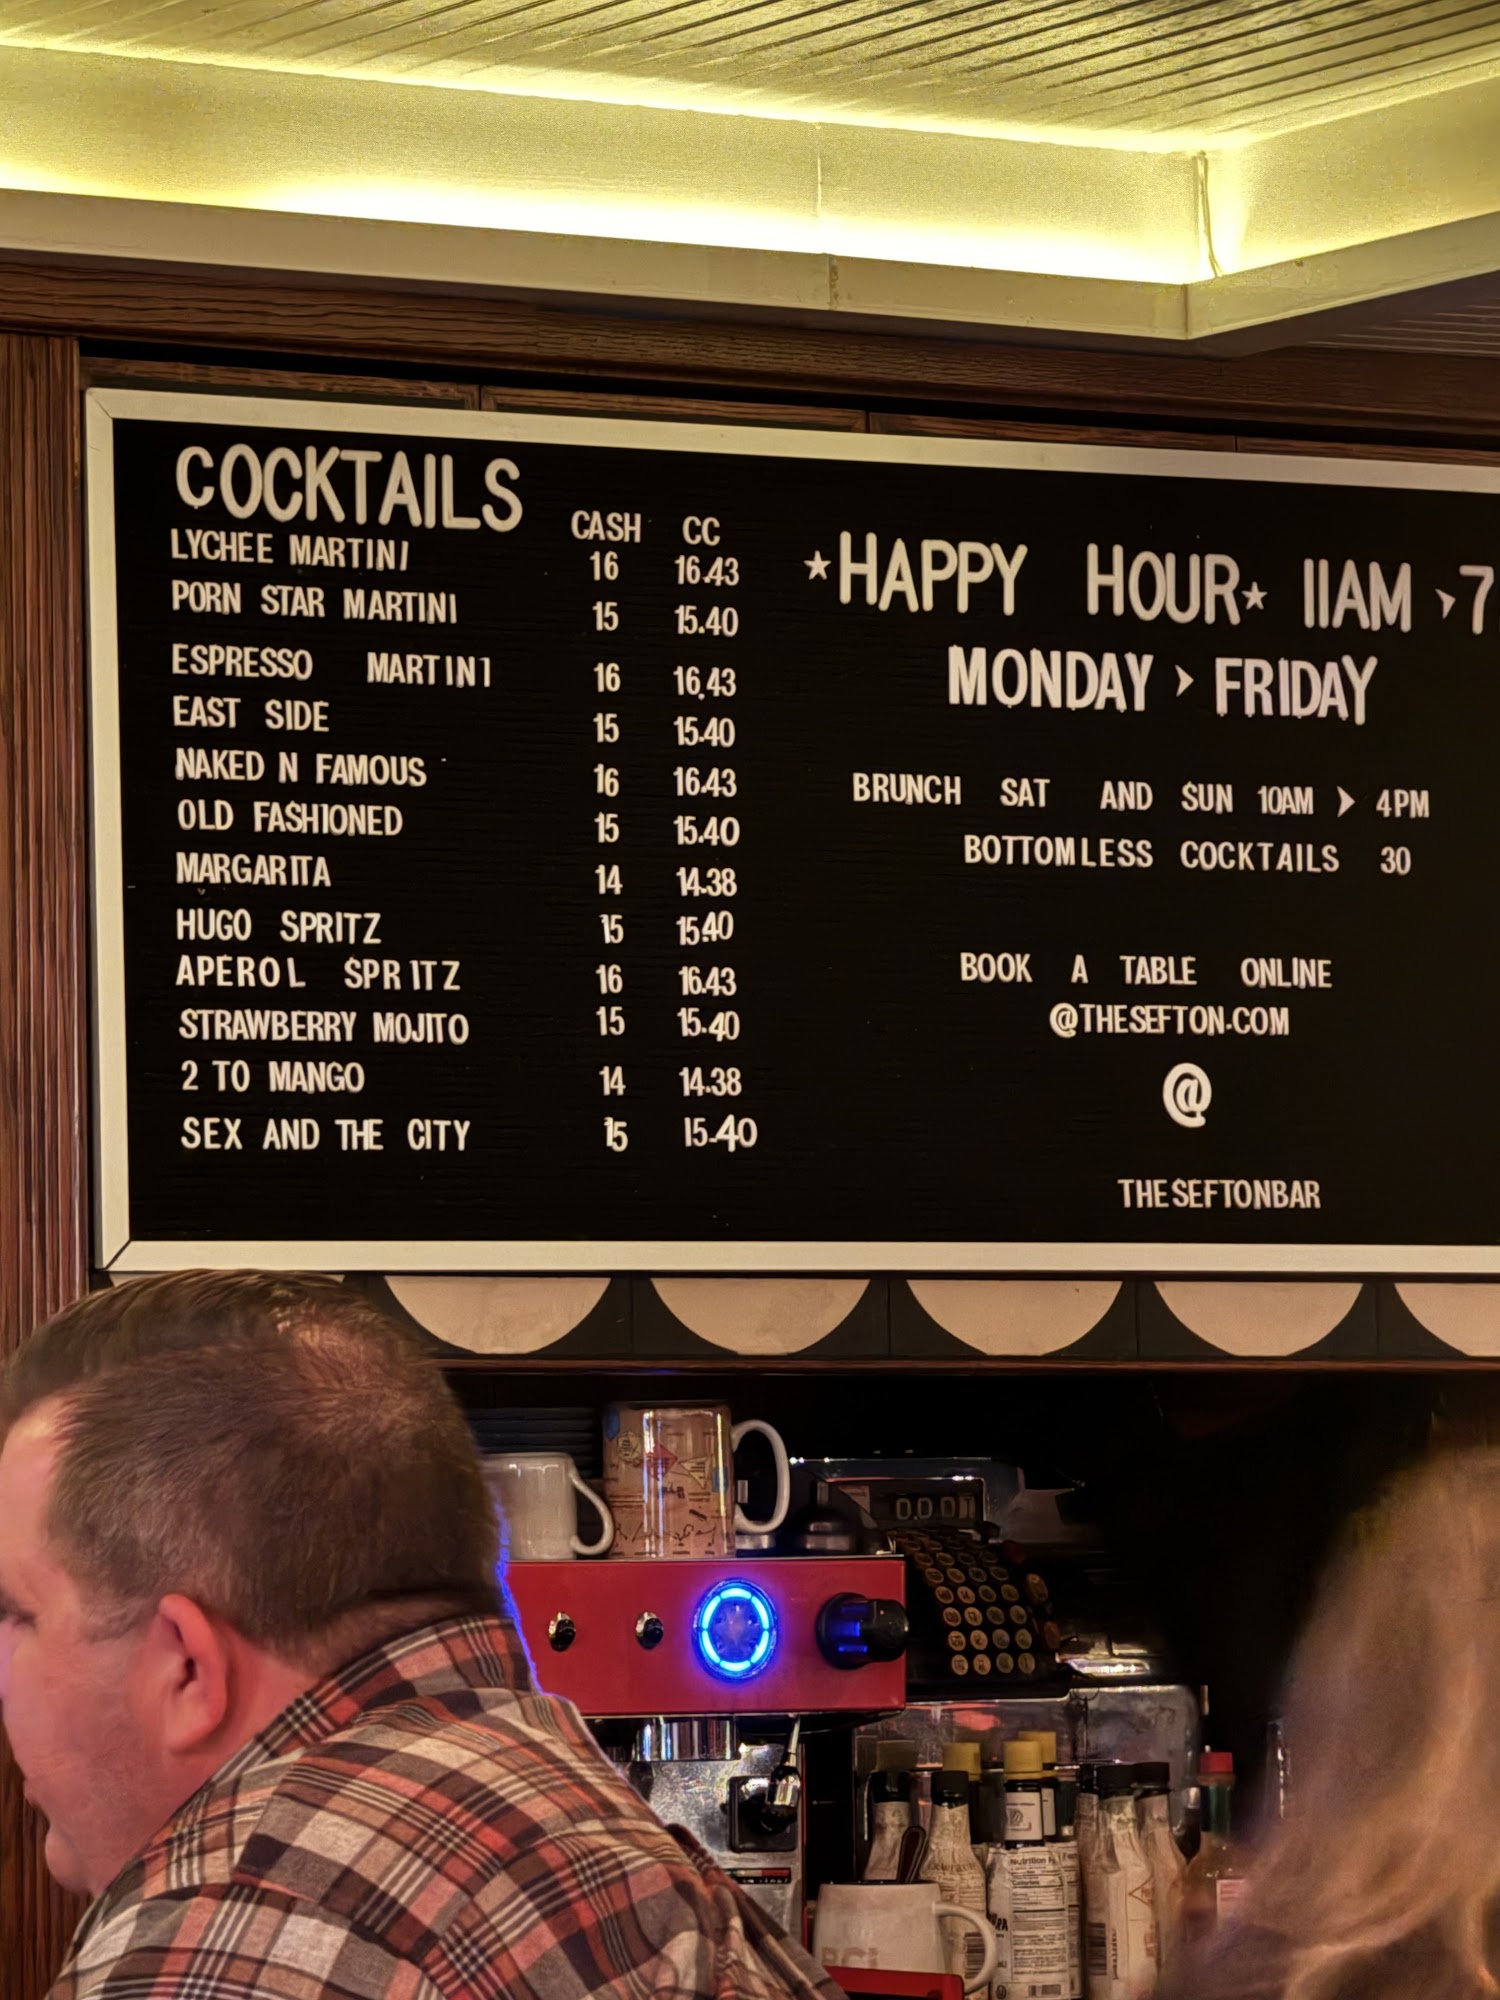 COCKTAILS
CASH CC
LYCHEE MARTINI 16 16.43
PORN STAR MARTINI 15 15.40
ESPRESSO MARTINI 16 16.43
EAST SIDE 15 15.40
NAKED N FAMOUS 16 16.43
OLD FASHIONED 15 15.40
MARGARITA 14 14.38
HUGO SPRITZ 15 15.40
APEROL SPRITZ 16 16.43
STRAWBERRY MOJITO 15 15.40
2 TO MANGO 14 14.38
SEX AND THE CITY 15 15.40
★HAPPY HOUR★ 11AM > 7
MONDAY > FRIDAY
BRUNCH SAT AND SUN 10AM > 4PM
BOTTOMLESS COCKTAILS 30
BOOK A TABLE ONLINE
@THESEFTON.COM
@
THESEFTONBAR
0.00
Nutrition